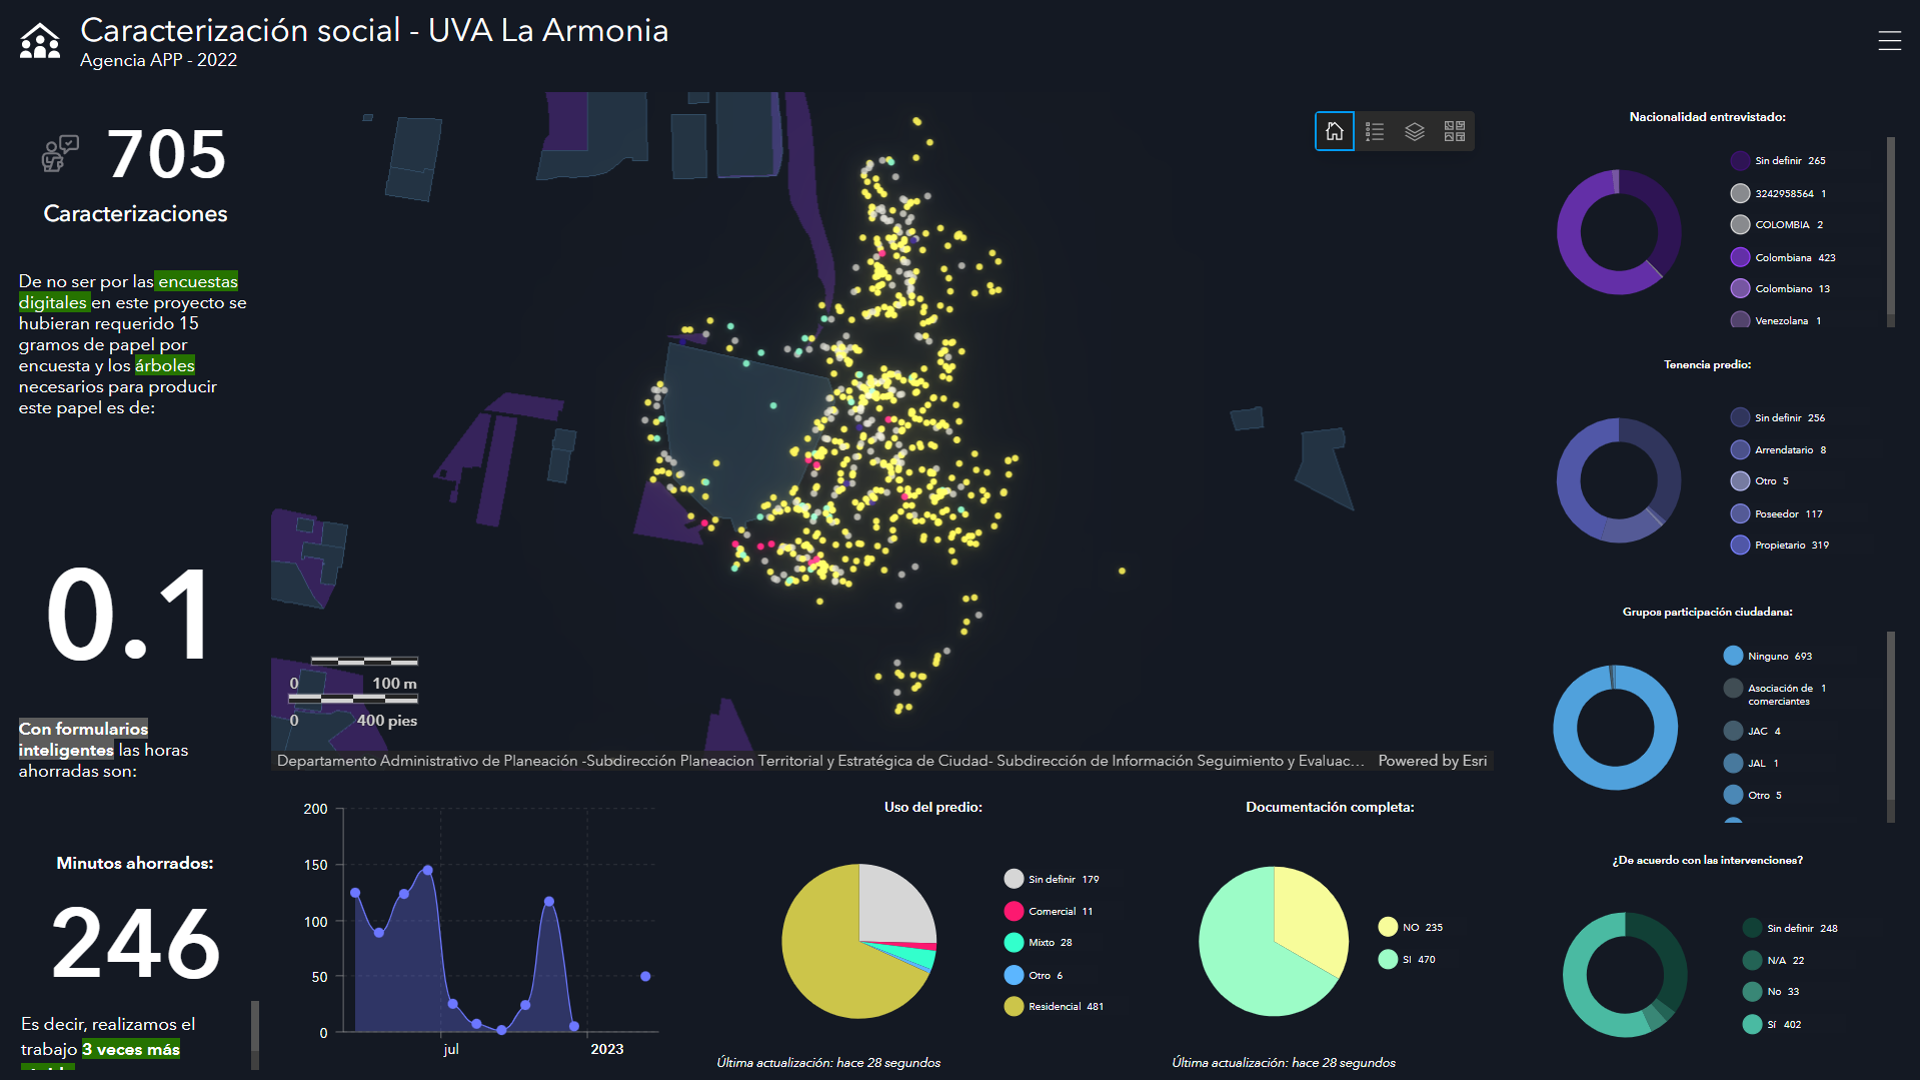 Caracterización social - UVA La Armonia
Agencia APP - 2022
705
Caracterizaciones
De no ser por las encuestas
digitales en este proyecto se
hubieran requerido 15
gramos de papel por
encuesta y los árboles
necesarios para producir
este papel es de:
0.1
Con formularios
inteligentes las horas
ahorradas son:
Minutos ahorrados:
246
Es decir, realizamos el
trabajo 3 veces más
0 100 m
0 400 pies
Departamento Administrativo de Planeación -Subdirección Planeacion Territorial y Estratégica de Ciudad- Subdirección de Información Seguimiento y Evaluac...
Powered by Esri
200
150
100
50
0
jul
2023
Uso del predio:
Sin definir 179
Comercial 11
Mixto 28
Otro 6
Residencial 481
Última actualización: hace 28 segundos
Documentación completa:
NO 235
SI 470
Última actualización: hace 28 segundos
Nacionalidad entrevistado:
Sin definir 265
3242958564 1
COLOMBIA 2
Colombiana 423
Colombiano 13
Venezolana 1
Tenencia predio:
Sin definir 256
Arrendatario 8
Otro 5
Poseedor 117
Propietario 319
Grupos participación ciudadana:
Ninguno 693
Asociación de 1
comerciantes
JAC 4
JAL 1
Otro 5
¿De acuerdo con las intervenciones?
Sin definir 248
N/A 22
No 33
Sí 402